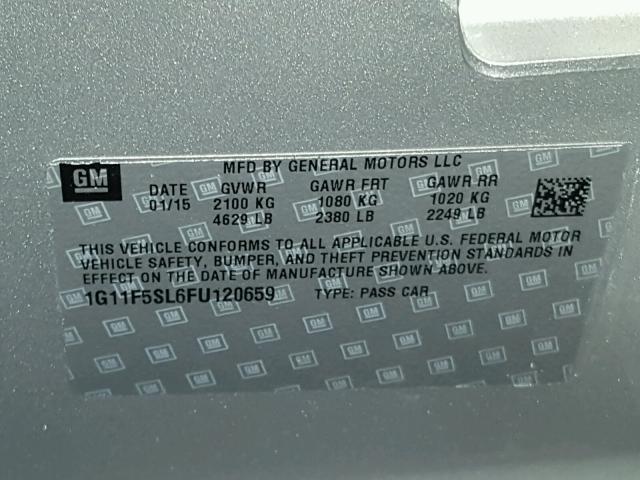 GM
MFD BY GENERAL MOTORS LLC
DATE GVWR GAWR FRT GAWR RR
01/15 2100 KG 1080 KG 1020 KG
4629 LB 2380 LB 2249 LB
THIS VEHICLE CONFORMS TO ALL APPLICABLE U.S. FEDERAL MOTOR
VEHICLE SAFETY, BUMPER, AND THEFT PREVENTION STANDARDS IN
EFFECT ON THE DATE OF MANUFACTURE SHOWN ABOVE.
1G11F5SL6FU120659 TYPE: PASS CAR